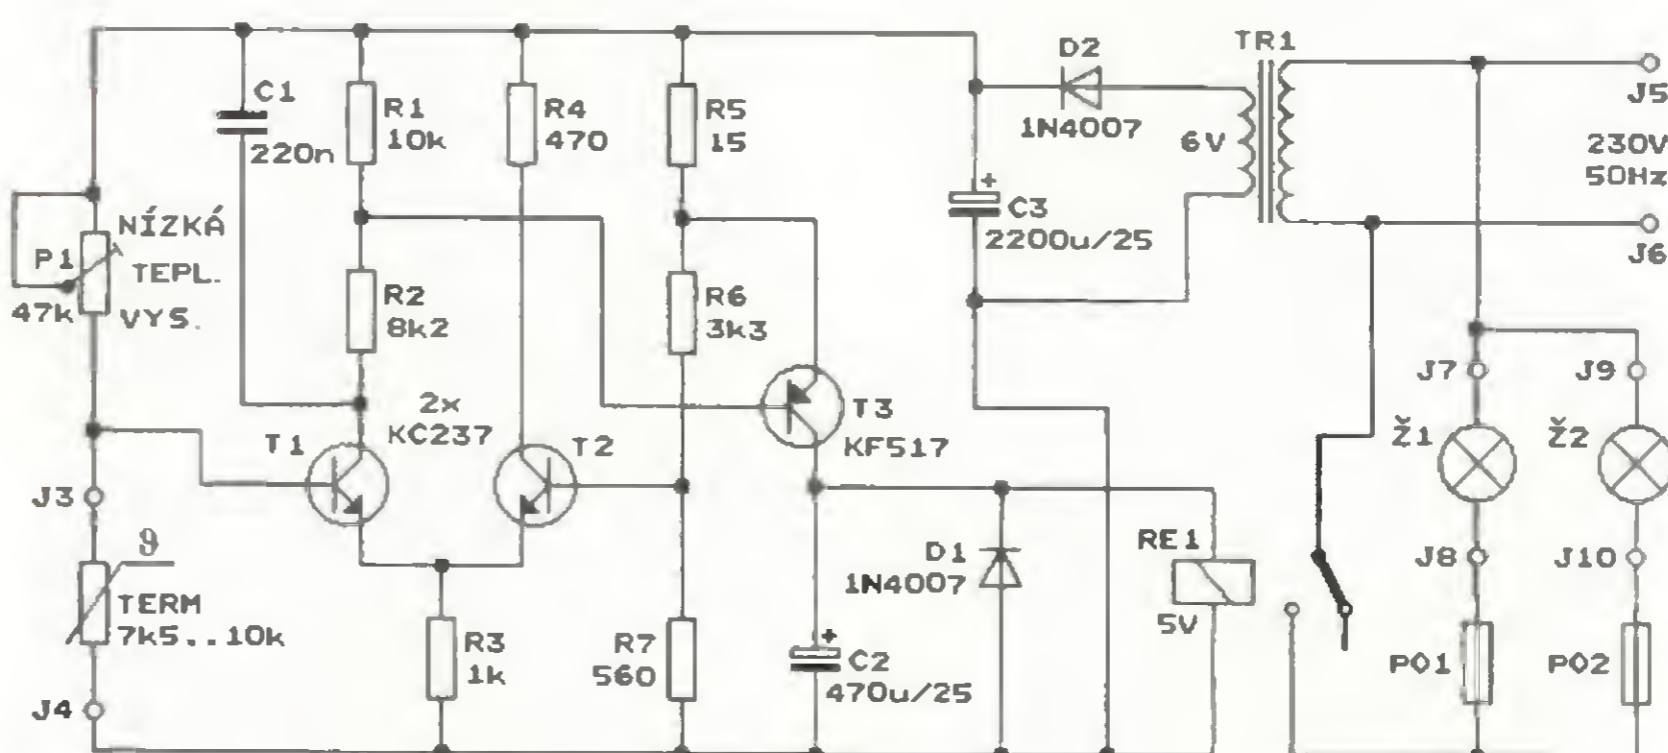 C1
220n
R1
10k
R4
470
R5
15
D2
1N4007
TR1
6V
J5
230V
50Hz
J6
NÍZKÁ
P1
TEPL.
47k
VYS.
R2
8k2
R6
3k3
+
C3
2200u/25
2x
KC237
T1
T2
T3
KF517
J7
J9
Ž1
Ž2
J3
ϑ
TERM
7k5..10k
J4
R3
1k
R7
560
D1
1N4007
+
C2
470u/25
RE1
5V
J8
J10
PO1
PO2